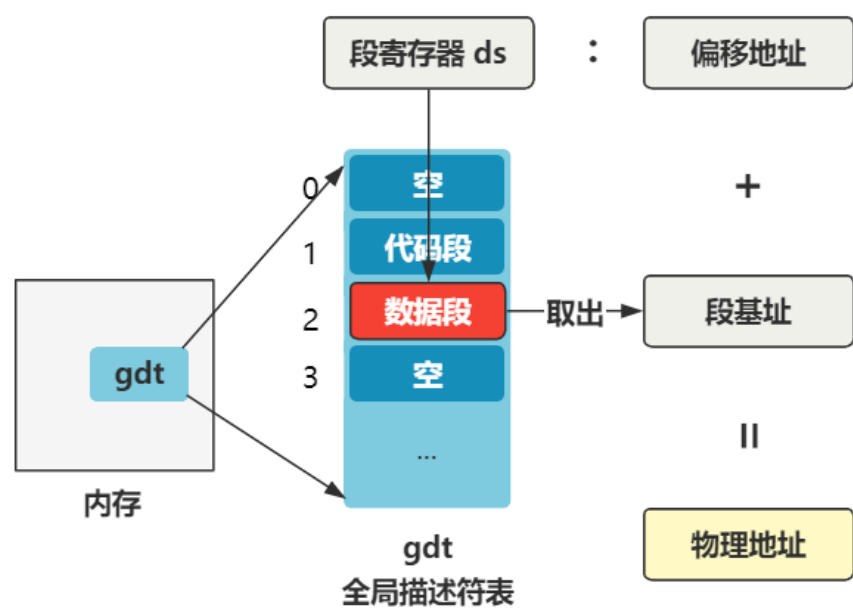 段寄存器 ds
:
偏移地址
0
空
+
1
代码段
2
数据段
取出
段基址
gdt
3
空
...
=
内存
gdt
全局描述符表
物理地址